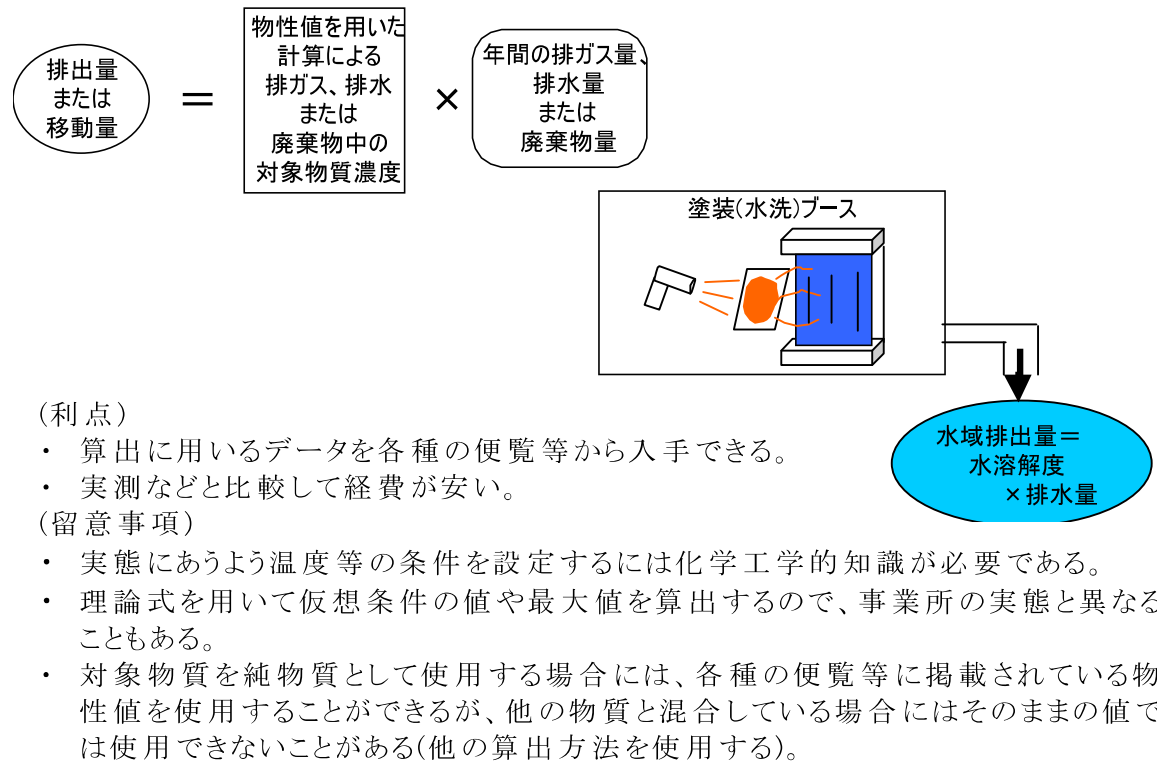 排出量
または
移動量
＝
物性値を用いた
計算による
排ガス、排水
または
廃棄物中の
対象物質濃度
×
年間の排ガス量、
排水量
または
廃棄物量
塗装(水洗)ブース
水域排出量＝
水溶解度
×排水量
(利点)
・ 算出に用いるデータを各種の便覧等から入手できる。
・ 実測などと比較して経費が安い。
(留意事項)
・ 実態にあうよう温度等の条件を設定するには化学工学的知識が必要である。
・ 理論式を用いて仮想条件の値や最大値を算出するので、事業所の実態と異なる
こともある。
・ 対象物質を純物質として使用する場合には、各種の便覧等に掲載されている物
性値を使用することができるが、他の物質と混合している場合にはそのままの値で
は使用できないことがある(他の算出方法を使用する)。